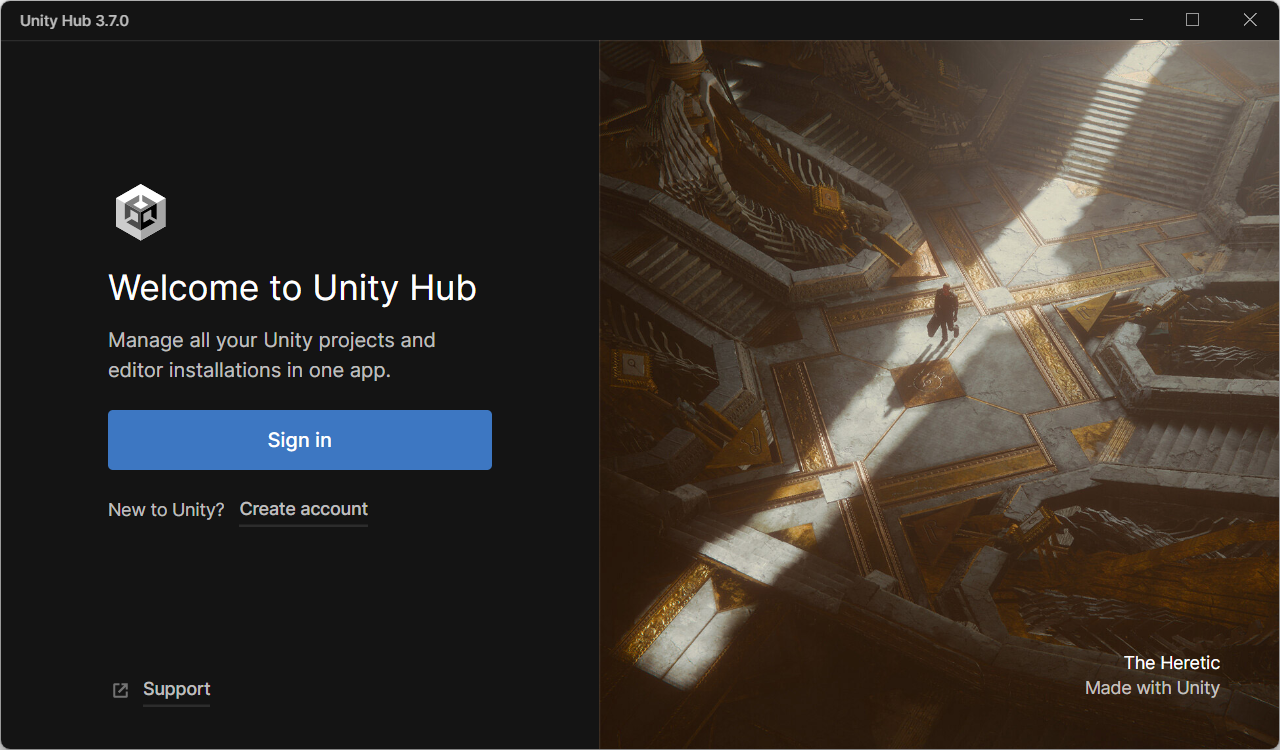 Unity Hub 3.7.0
Welcome to Unity Hub
Manage all your Unity projects and
editor installations in one app.
Sign in
New to Unity? Create account
Support
The Heretic
Made with Unity